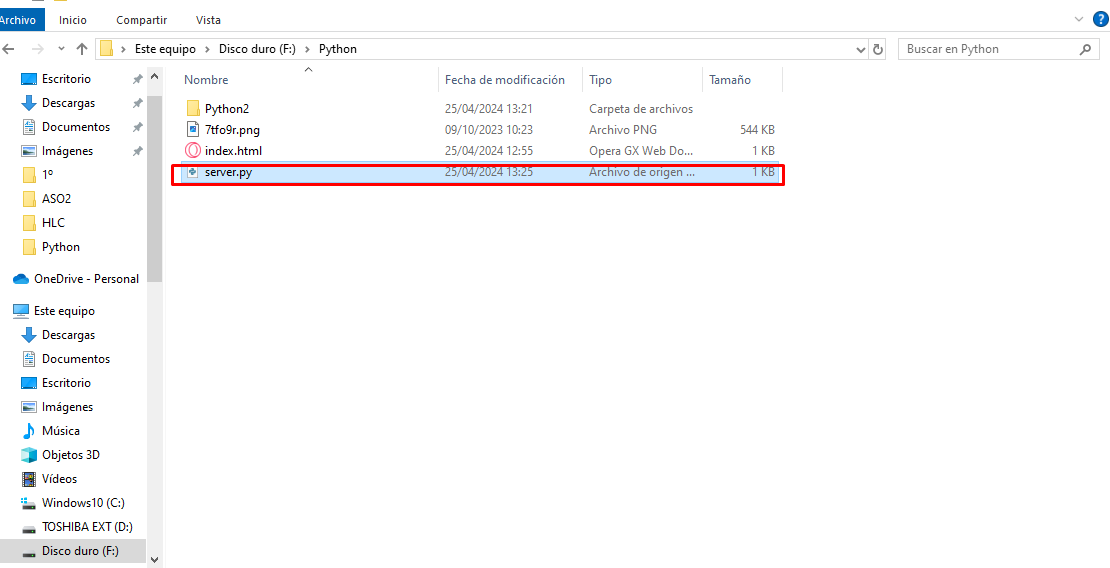 Archivo Inicio Compartir Vista
Este equipo Disco duro (F:) Python
Buscar en Python
Escritorio
Descargas
Documentos
Imágenes
1º
ASO2
HLC
Python
OneDrive - Personal
Este equipo
Descargas
Documentos
Escritorio
Imágenes
Música
Objetos 3D
Vídeos
Windows10 (C:)
TOSHIBA EXT (D:)
Disco duro (F:)
Nombre Fecha de modificación Tipo Tamaño
Python2 25/04/2024 13:21 Carpeta de archivos
7tfo9r.png 09/10/2023 10:23 Archivo PNG 544 KB
index.html 25/04/2024 12:55 Opera GX Web Do... 1 KB
server.py 25/04/2024 13:25 Archivo de origen ... 1 KB